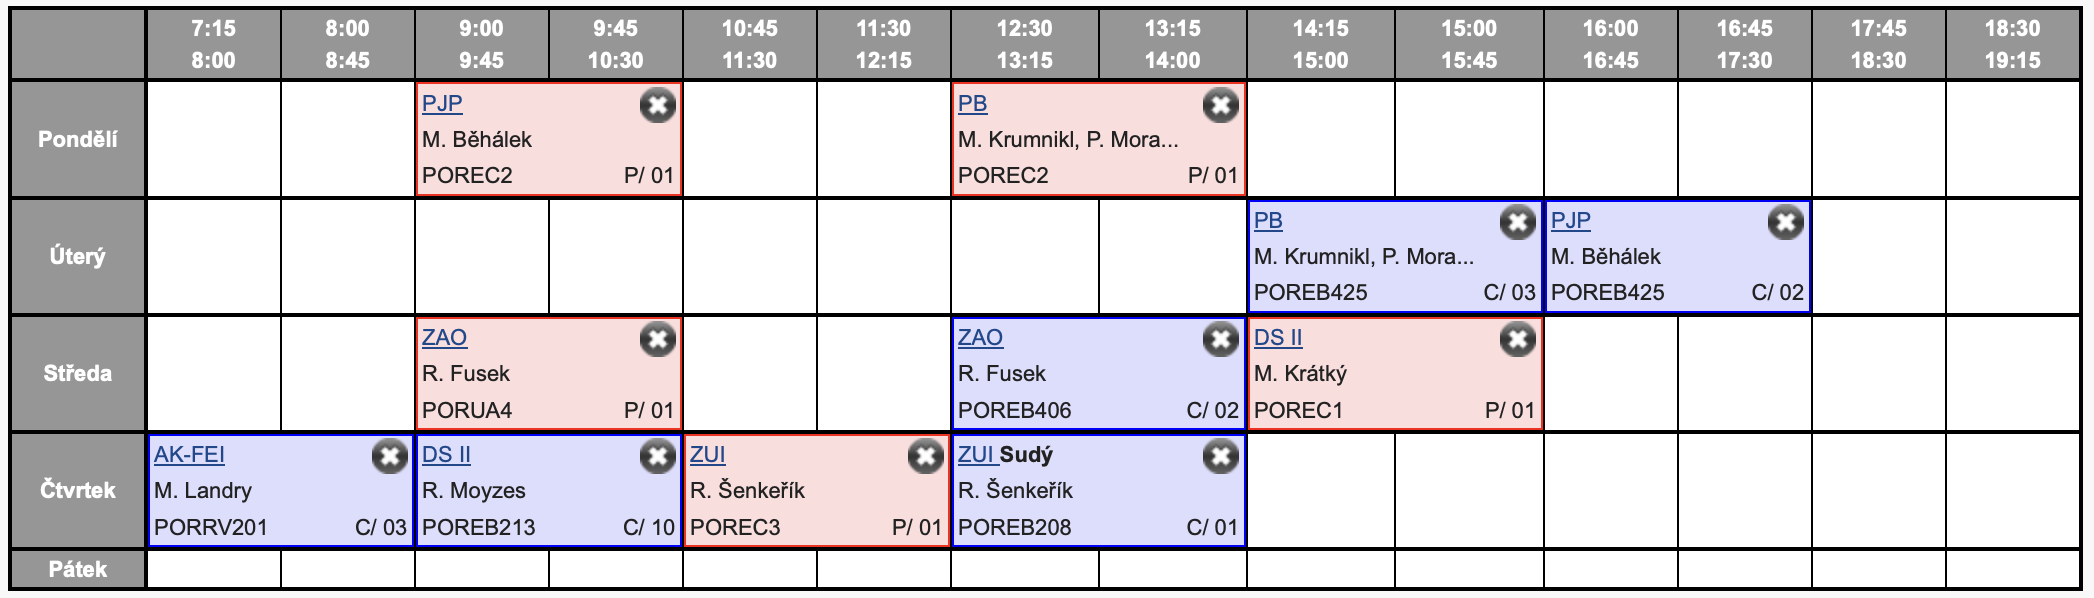 7:15 8:00 9:00 9:45 10:45 11:30 12:30 13:15 14:15 15:00 16:00 16:45 17:45 18:30
8:00 8:45 9:45 10:30 11:30 12:15 13:15 14:00 15:00 15:45 16:45 17:30 18:30 19:15
Pondělí
PJP
M. Běhálek
POREC2 P/ 01
PB
M. Krumnikl, P. Mora...
POREC2 P/ 01
Úterý
PB
M. Krumnikl, P. Mora...
POREB425 C/ 03
PJP
M. Běhálek
POREB425 C/ 02
Středa
ZAO
R. Fusek
PORUA4 P/ 01
ZAO
R. Fusek
POREB406 C/ 02
DS II
M. Krátký
POREC1 P/ 01
Čtvrtek
AK-FEI
M. Landry
PORRV201 C/ 03
DS II
R. Moyzes
POREB213 C/ 10
ZUI
R. Šenkeřík
POREC3 P/ 01
ZUI Sudý
R. Šenkeřík
POREB208 C/ 01
Pátek